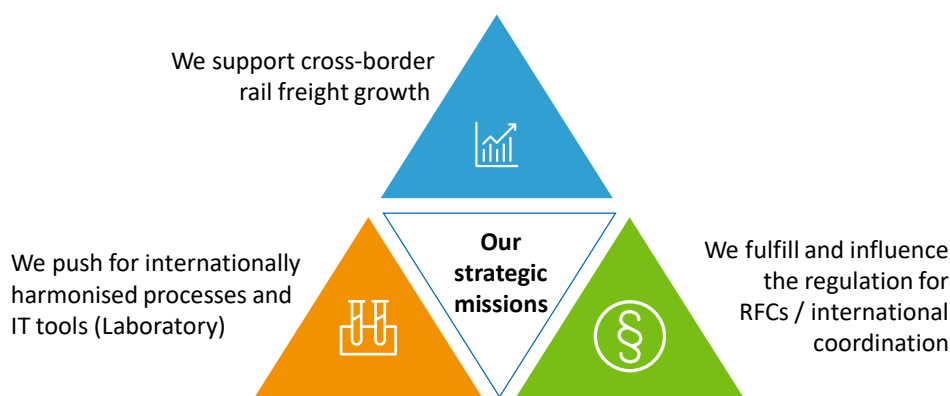 We support cross-border
rail freight growth
Our
strategic
missions
We push for internationally
harmonised processes and
IT tools (Laboratory)
We fulfill and influence
the regulation for
RFCs / international
coordination
§